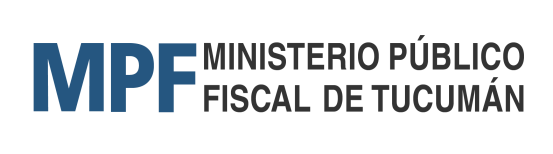 MPF
MINISTERIO PÚBLICO
FISCAL DE TUCUMÁN